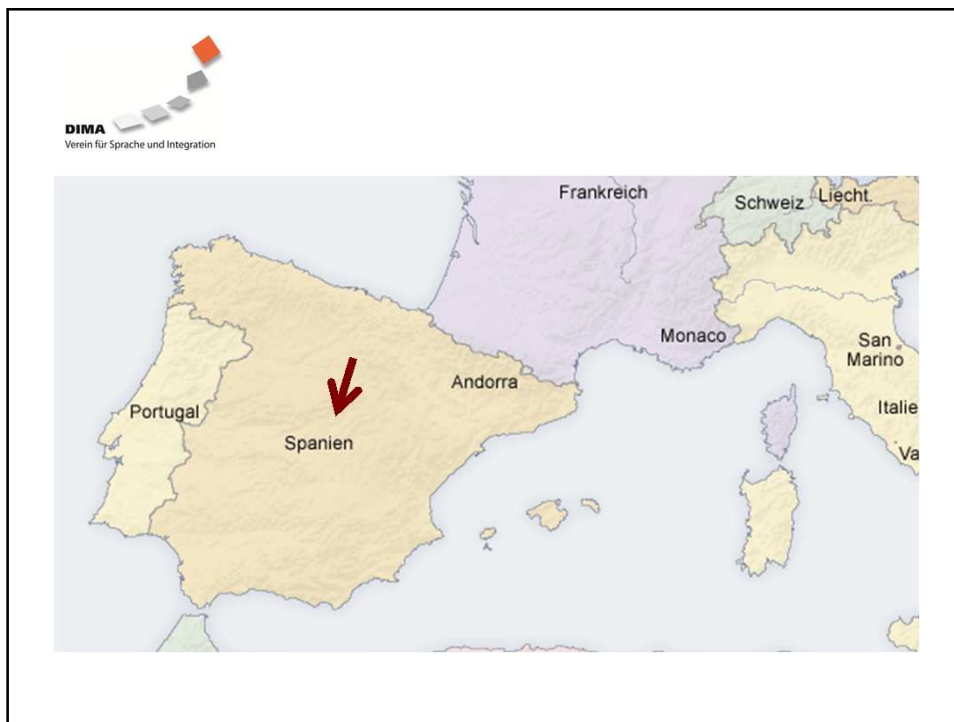 DIMA
Verein für Sprache und Integration
Frankreich
Schweiz
Liecht.
Monaco
San
Marino
Andorra
Portugal
Italie
Spanien
Va